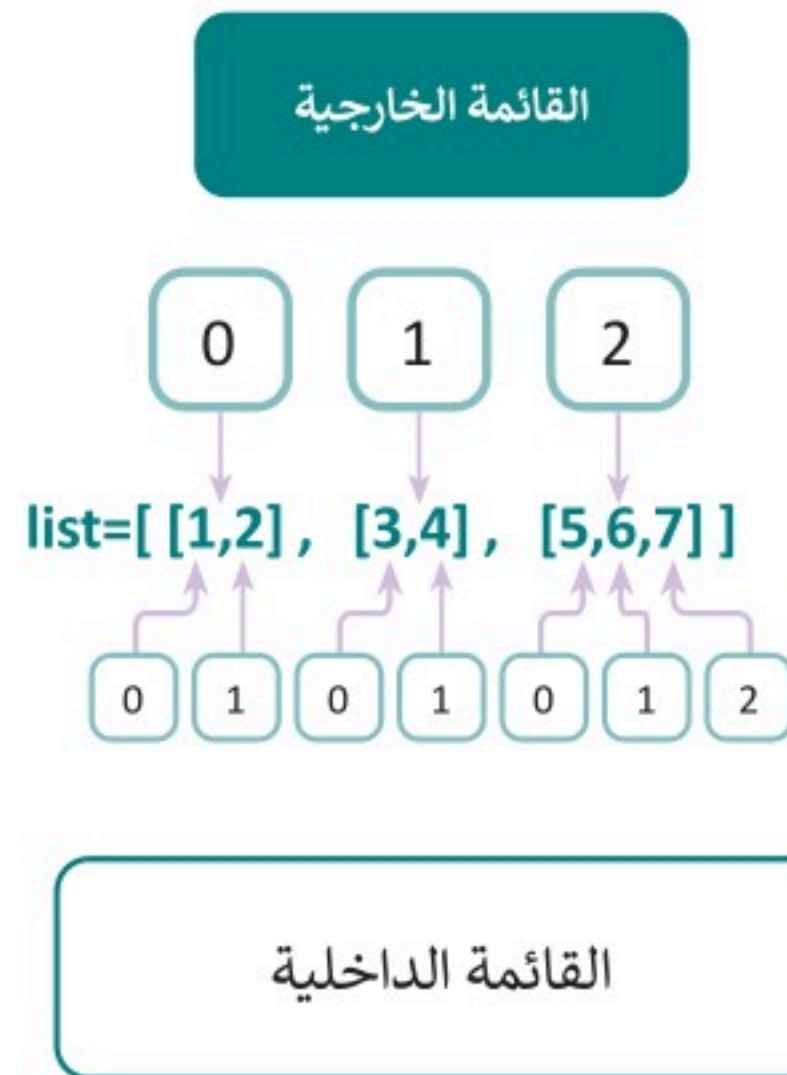 القائمة الخارجية
0 1 2
list=[ [1,2] , [3,4] , [5,6,7] ]
0 1 0 1 0 1 2
القائمة الداخلية